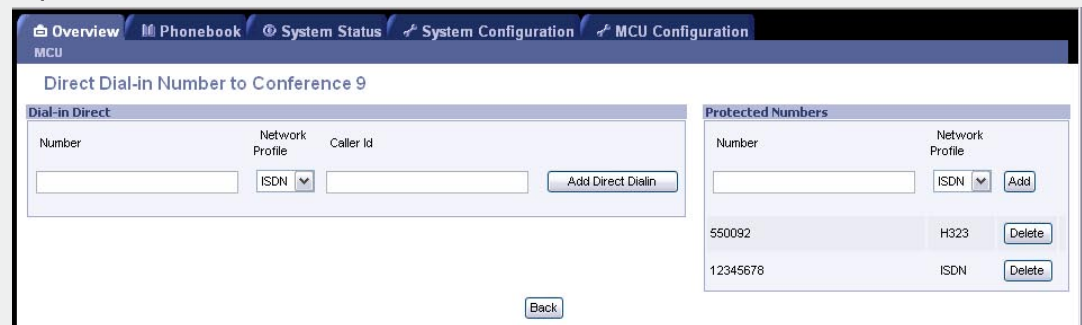 Overview Phonebook System Status System Configuration MCU Configuration
MCU
Direct Dial-in Number to Conference 9
Dial-in Direct
Number Network Profile Caller Id
ISDN Add Direct Dialin
Protected Numbers
Number Network Profile
ISDN Add
550092 H323 Delete
12345678 ISDN Delete
Back